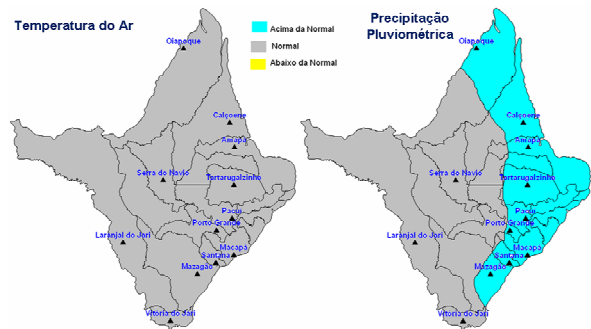 Temperatura do Ar
Acima da Normal
Normal
Abaixo da Normal
Precipitação
Pluviométrica
Oiapoque
Calçoene
Amapá
Serra do Navio
Tartarugalzinho
Pacuí
Porto Grande
Laranjal do Jari
Macapá
Santana
Mazagão
Vitória do Jari
Oiapoque
Calçoene
Amapá
Serra do Navio
Tartarugalzinho
Pacuí
Porto Grande
Laranjal do Jari
Macapá
Santana
Mazagão
Vitória do Jari